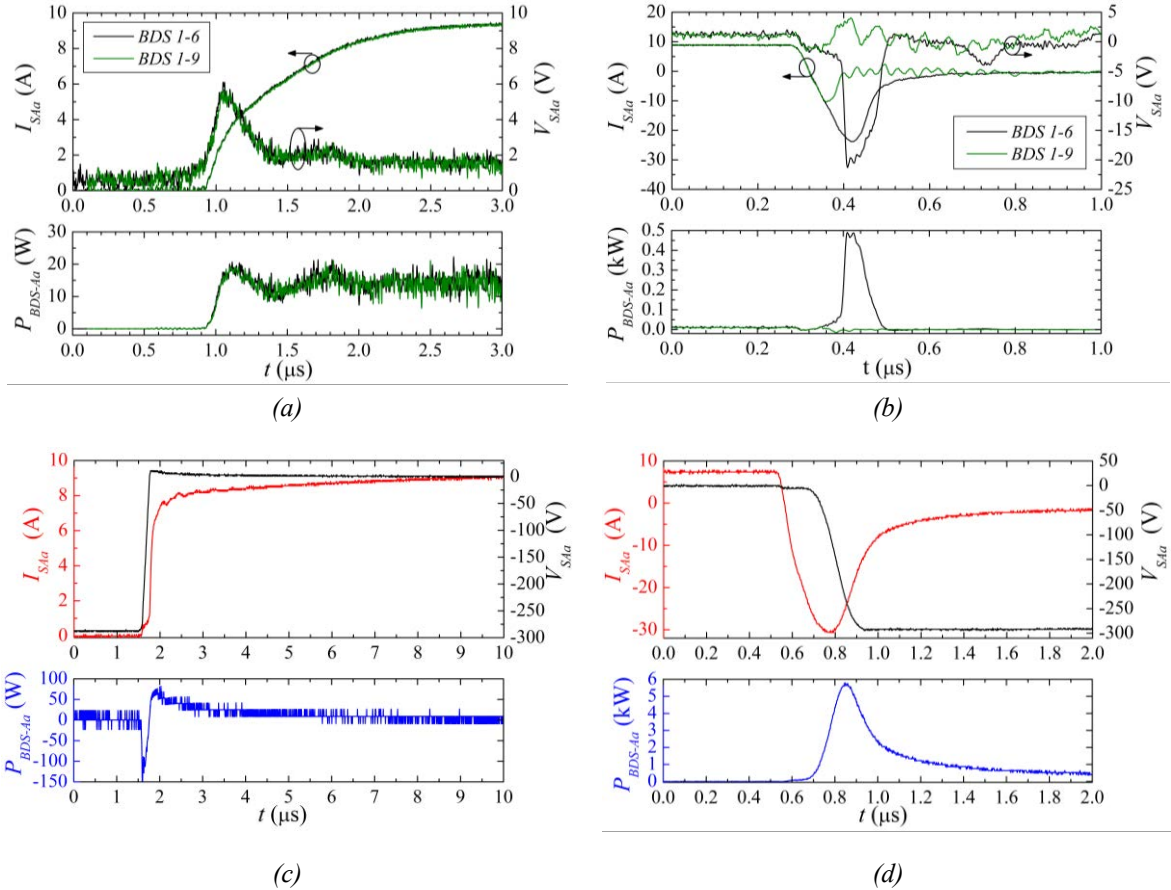 BDS 1-6
BDS 1-9
I_SAa (A)
10
8
6
4
2
0
V_SAa (V)
10
8
6
4
2
0
0.0 0.5 1.0 1.5 2.0 2.5 3.0
P_BDS-Aa (W)
30
20
10
0
0.0 0.5 1.0 1.5 2.0 2.5 3.0
t (μs)
(a)
I_SAa (A)
20
10
0
-10
-20
-30
-40
V_SAa (V)
5
0
-5
-10
-15
-20
-25
BDS 1-6
BDS 1-9
0.0 0.2 0.4 0.6 0.8 1.0
P_BDS-Aa (kW)
0.5
0.4
0.3
0.2
0.1
0.0
0.0 0.2 0.4 0.6 0.8 1.0
t (μs)
(b)
I_SAa (A)
10
8
6
4
2
0
V_SAa (V)
0
-50
-100
-150
-200
-250
-300
0 1 2 3 4 5 6 7 8 9 10
P_BDS-Aa (W)
100
50
0
-50
-100
-150
0 1 2 3 4 5 6 7 8 9 10
t (μs)
(c)
I_SAa (A)
10
0
-10
-20
-30
V_SAa (V)
50
0
-50
-100
-150
-200
-250
-300
0.0 0.2 0.4 0.6 0.8 1.0 1.2 1.4 1.6 1.8 2.0
P_BDS-Aa (kW)
6
5
4
3
2
1
0
0.0 0.2 0.4 0.6 0.8 1.0 1.2 1.4 1.6 1.8 2.0
t (μs)
(d)